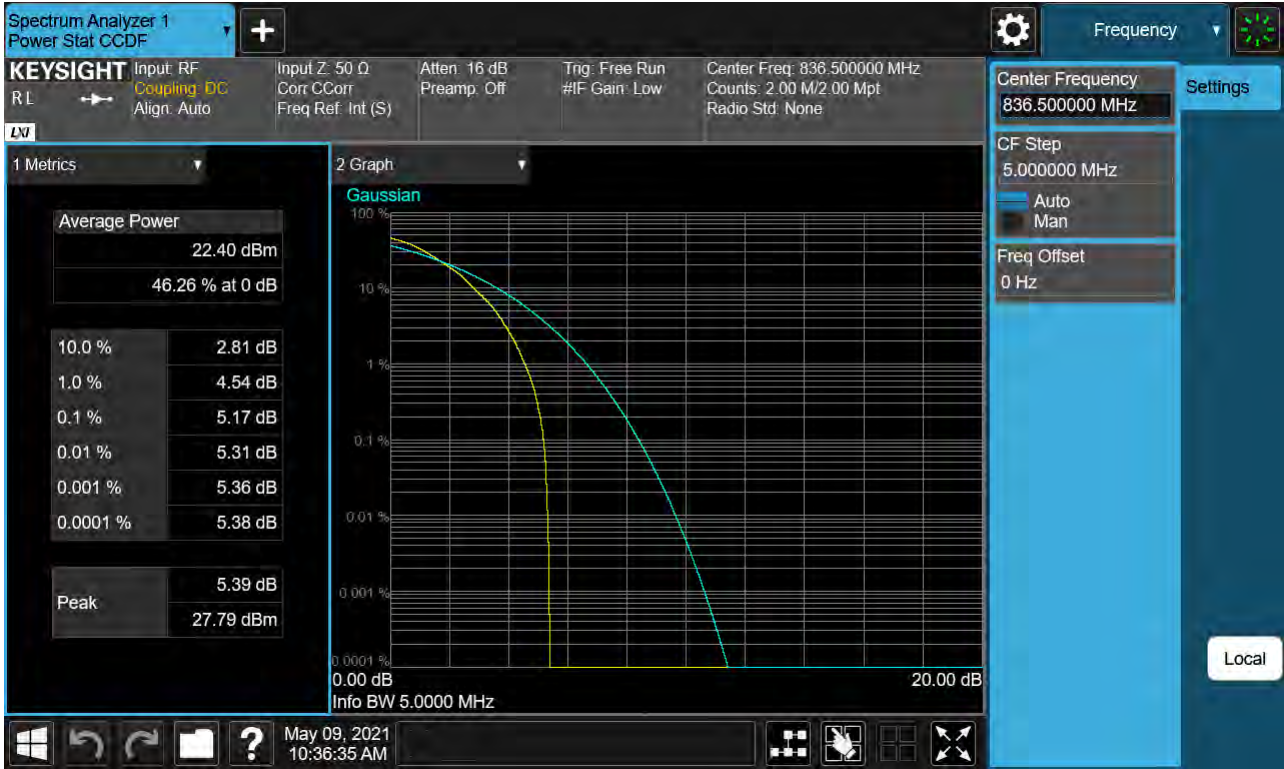 Spectrum Analyzer 1
Power Stat CCDF
Frequency
KEYSIGHT
R L
LXI
Input: RF
Coupling: DC
Align: Auto
Input Z: 50 Ω
Corr CCorr
Freq Ref: Int (S)
Atten: 16 dB
Preamp: Off
Trig: Free Run
#IF Gain: Low
Center Freq: 836.500000 MHz
Counts: 2.00 M/2.00 Mpt
Radio Std: None
Center Frequency
836.500000 MHz
Settings
CF Step
5.000000 MHz
Auto
Man
Freq Offset
0 Hz
1 Metrics
Average Power
22.40 dBm
46.26 % at 0 dB
10.0 % 2.81 dB
1.0 % 4.54 dB
0.1 % 5.17 dB
0.01 % 5.31 dB
0.001 % 5.36 dB
0.0001 % 5.38 dB
Peak 5.39 dB
27.79 dBm
2 Graph
Gaussian
100 %
10 %
1 %
0.1 %
0.01 %
0.001 %
0.0001 %
0.00 dB 20.00 dB
Info BW 5.0000 MHz
Local
?
May 09, 2021
10:36:35 AM